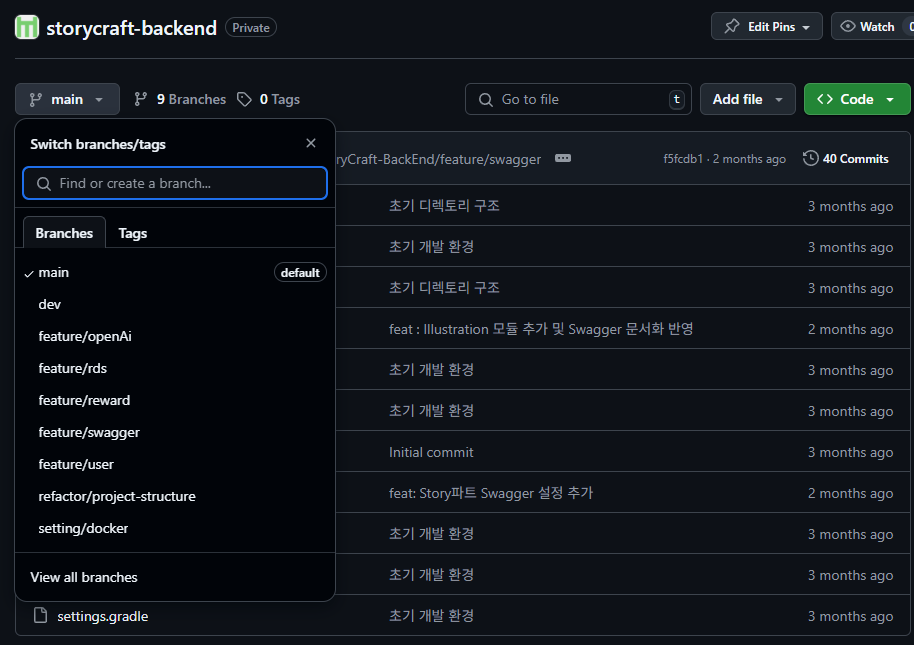 storycraft-backend Private Edit Pins Watch
main 9 Branches 0 Tags Go to file t Add file Code
Switch branches/tags
ryCraft-BackEnd/feature/swagger f5fcdb1 · 2 months ago 40 Commits
Find or create a branch...
초기 디렉토리 구조 3 months ago
Branches Tags
초기 개발 환경 3 months ago
main default
초기 디렉토리 구조 3 months ago
dev
feat : Illustration 모듈 추가 및 Swagger 문서화 반영 2 months ago
feature/openAi
feature/rds
초기 개발 환경 3 months ago
feature/reward
초기 개발 환경 3 months ago
feature/swagger
Initial commit 3 months ago
feature/user
feat: Story파트 Swagger 설정 추가 2 months ago
refactor/project-structure
setting/docker
초기 개발 환경 3 months ago
View all branches
초기 개발 환경 3 months ago
settings.gradle 초기 개발 환경 3 months ago